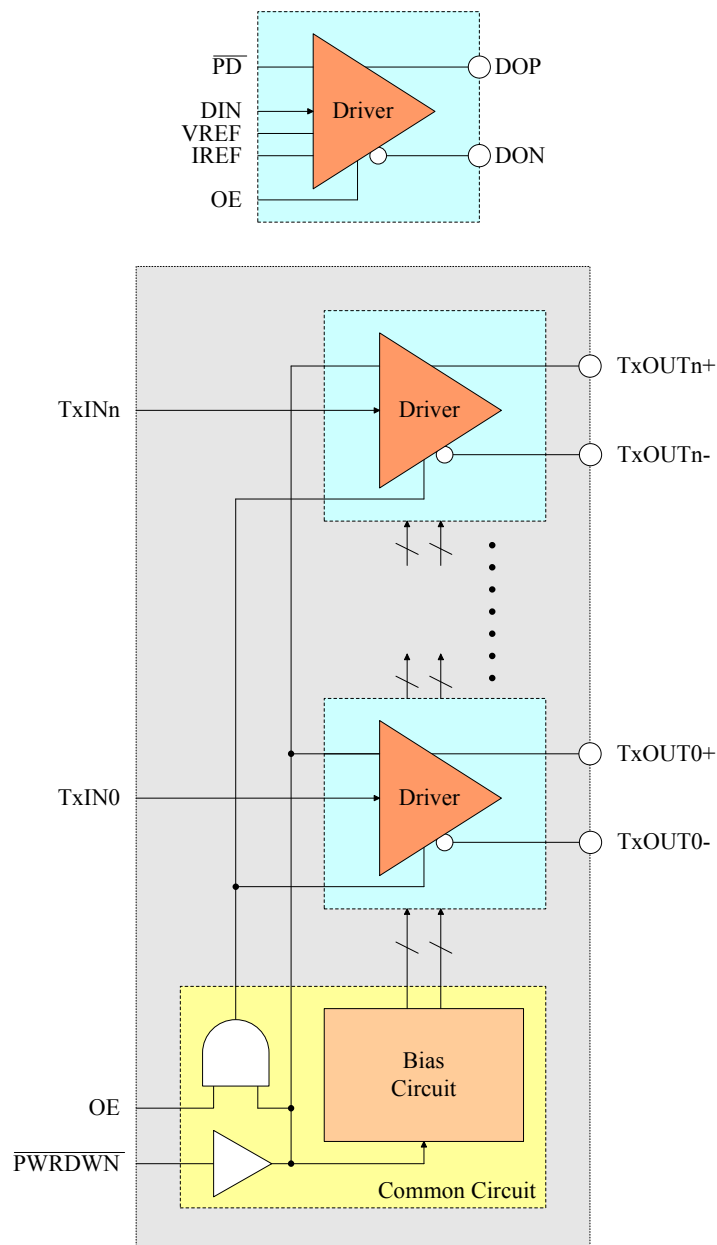 PD DOP
DIN Driver
VREF
IREF DON
OE
TxOUTn+
TxINn Driver
TxOUTn-
TxOUT0+
TxIN0 Driver
TxOUT0-
Bias
Circuit
OE
PWRDWN
Common Circuit